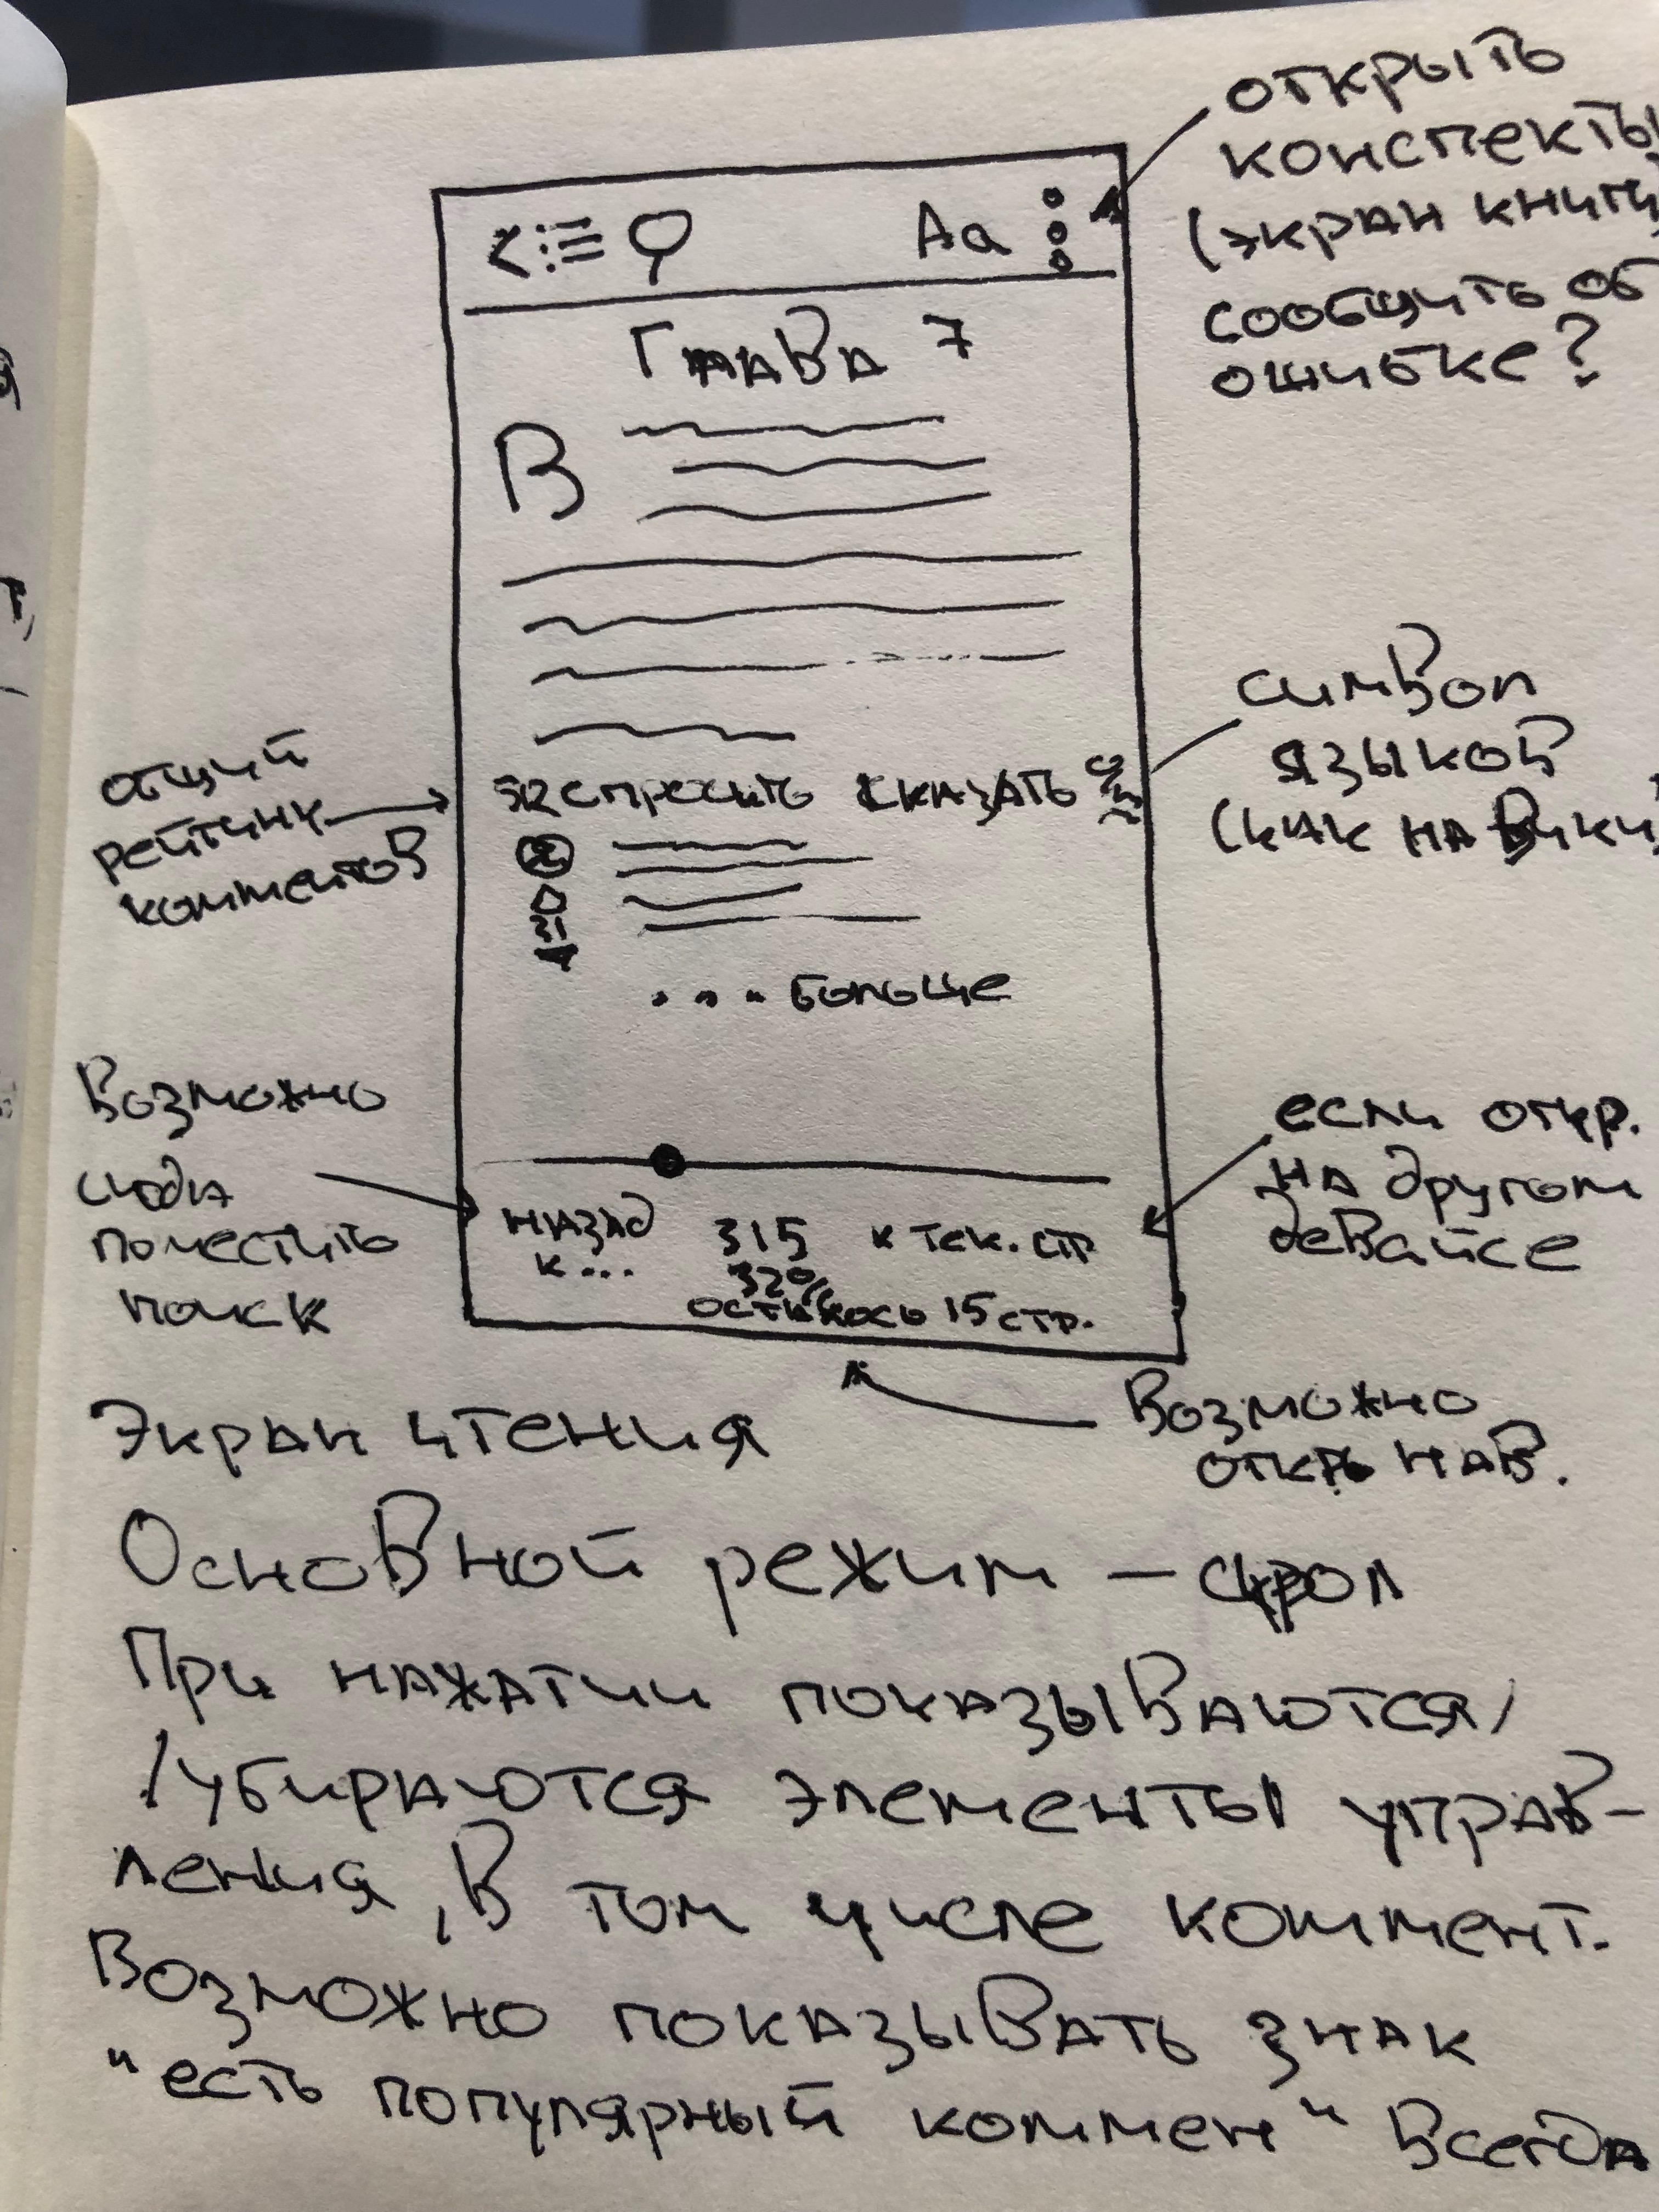 открыть
конспекты
(экран книги)
сообщить об
ошибке?
Aa
Глава 7
В
символ
языков
(как на вики)
общий
рейтинг
комментов
спросить сказать
31
... больше
Возможно
сюда
поместить
поиск
если откр.
на другом
девайсе
назад
к...
315
к тек. стр
32%
осталось 15 стр.
Возможно
откр. нав.
Экран чтения
Основной режим – скрол
При нажатии показываются/
/убираются элементы управ-
ления, в том числе коммент.
Возможно показывать знак
"есть популярный коммент" всегда